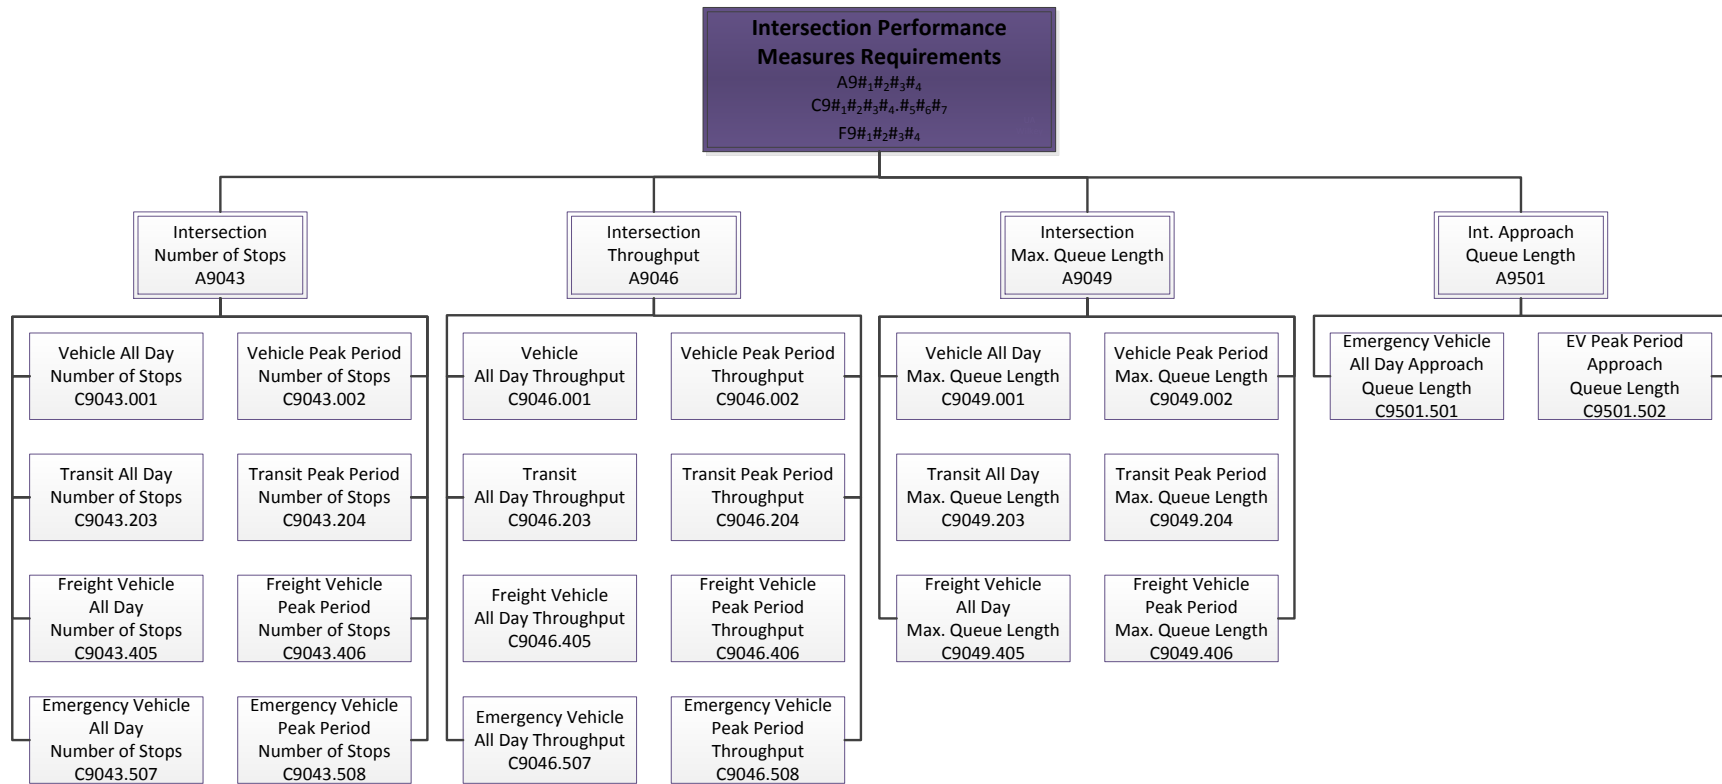 Intersection Performance
Measures Requirements
A9#₁#₂#₃#₄
C9#₁#₂#₃#₄.#₅#₆#₇
F9#₁#₂#₃#₄
Intersection
Number of Stops
A9043
Intersection
Throughput
A9046
Intersection
Max. Queue Length
A9049
Int. Approach
Queue Length
A9501
Vehicle All Day
Number of Stops
C9043.001
Vehicle Peak Period
Number of Stops
C9043.002
Vehicle
All Day Throughput
C9046.001
Vehicle Peak Period
Throughput
C9046.002
Vehicle All Day
Max. Queue Length
C9049.001
Vehicle Peak Period
Max. Queue Length
C9049.002
Emergency Vehicle
All Day Approach
Queue Length
C9501.501
EV Peak Period
Approach
Queue Length
C9501.502
Transit All Day
Number of Stops
C9043.203
Transit Peak Period
Number of Stops
C9043.204
Transit
All Day Throughput
C9046.203
Transit Peak Period
Throughput
C9046.204
Transit All Day
Max. Queue Length
C9049.203
Transit Peak Period
Max. Queue Length
C9049.204
Freight Vehicle
All Day
Number of Stops
C9043.405
Freight Vehicle
Peak Period
Number of Stops
C9043.406
Freight Vehicle
All Day Throughput
C9046.405
Freight Vehicle
Peak Period
Throughput
C9046.406
Freight Vehicle
All Day
Max. Queue Length
C9049.405
Freight Vehicle
Peak Period
Max. Queue Length
C9049.406
Emergency Vehicle
All Day
Number of Stops
C9043.507
Emergency Vehicle
Peak Period
Number of Stops
C9043.508
Emergency Vehicle
All Day Throughput
C9046.507
Emergency Vehicle
Peak Period
Throughput
C9046.508